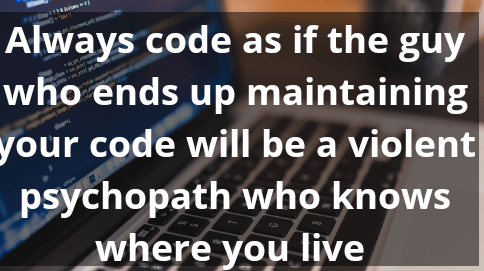 Always code as if the guy
who ends up maintaining
your code will be a violent
psychopath who knows
where you live